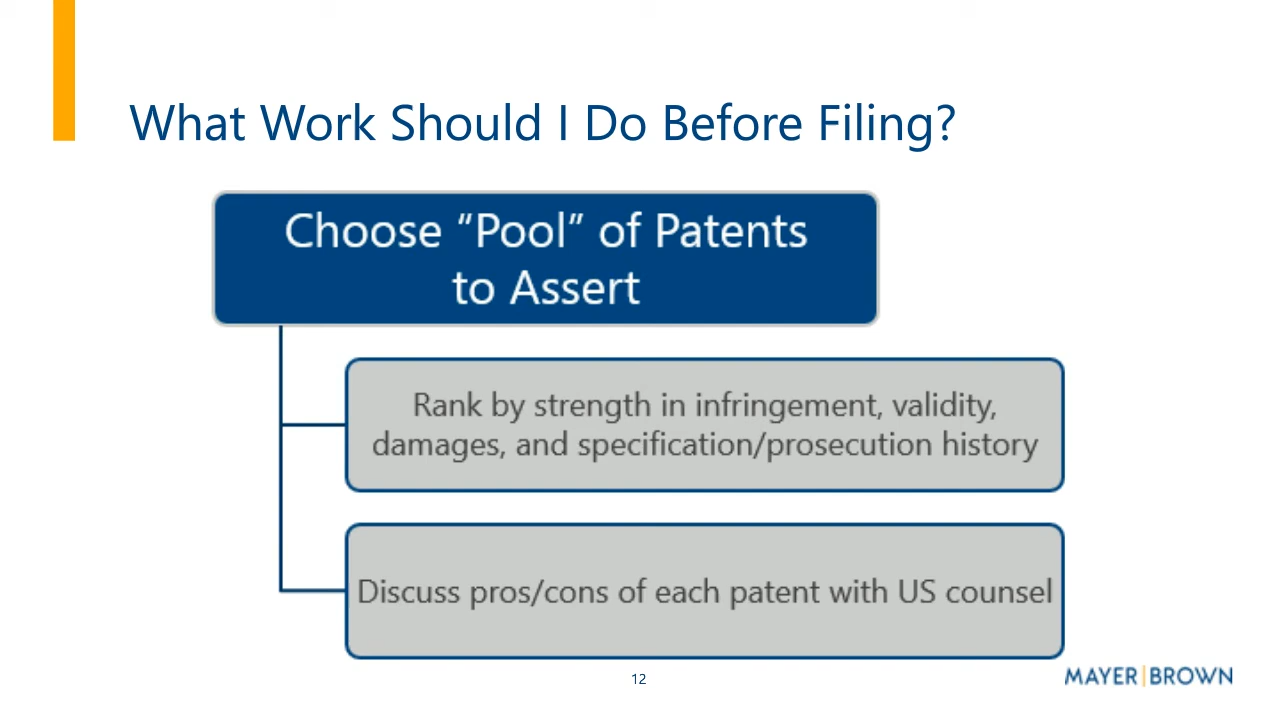 What Work Should I Do Before Filing?
Choose “Pool” of Patents
to Assert
Rank by strength in infringement, validity,
damages, and specification/prosecution history
Discuss pros/cons of each patent with US counsel
12
MAYER|BROWN